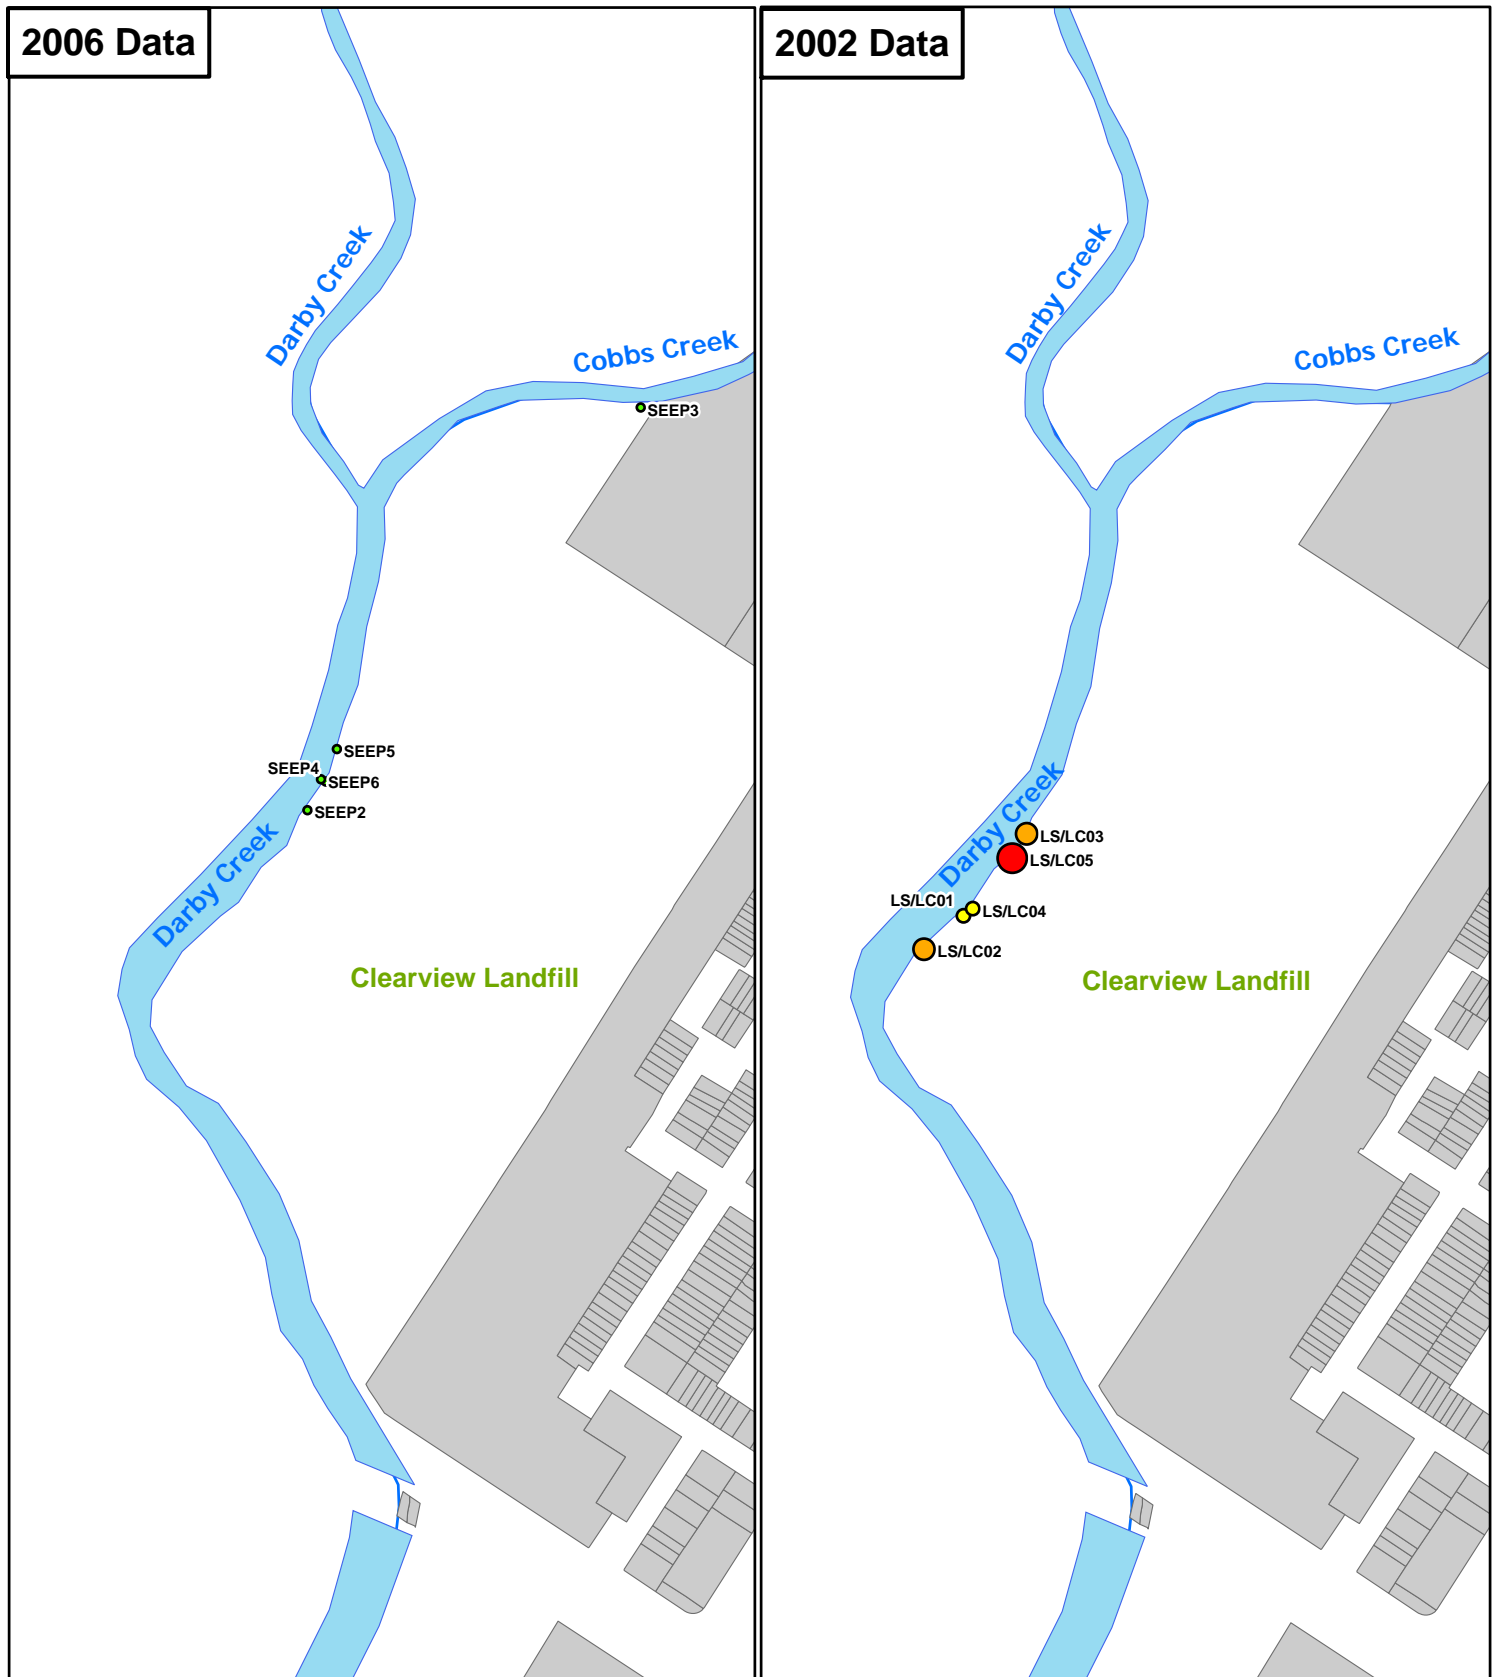 2006 Data
Darby Creek
Cobbs Creek
SEEP3
SEEP5
SEEP4
SEEP6
SEEP2
Darby Creek
Clearview Landfill
2002 Data
Darby Creek
Cobbs Creek
Darby Creek
LS/LC03
LS/LC05
LS/LC01
LS/LC04
LS/LC02
Clearview Landfill